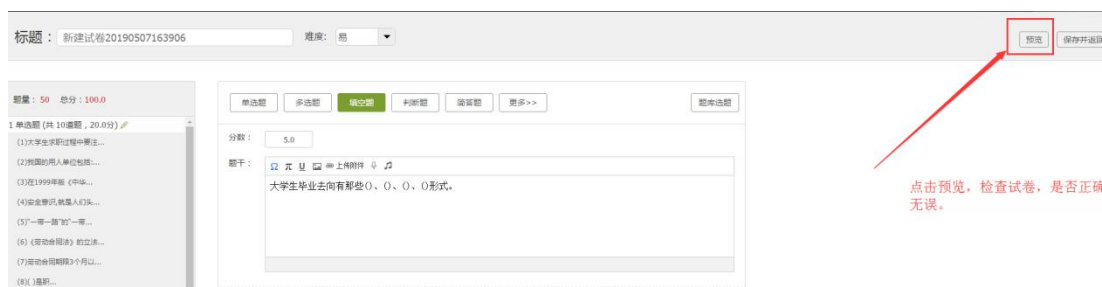 标题： 新建试卷20190507163906 难度: 易 预览 保存并返回
题量：50 总分：100.0 单选题 多选题 填空题 判断题 简答题 更多>> 题库选题
1 单选题 (共 10道题，20.0分)
分数： 5.0
(1)大学生求职过程中要注...
题干： Ω π U 上传附件
(2)我国的用人单位包括:...
大学生毕业去向有那些()、()、()、()形式。
(3)在1999年版《中华...
(4)安全意识,就是人们头...
(5)"一带一路"的"一带...
(6)《劳动合同法》的立法...
(7)劳动合同期限3个月以...
(8)( )是职...
点击预览，检查试卷，是否正确
无误。